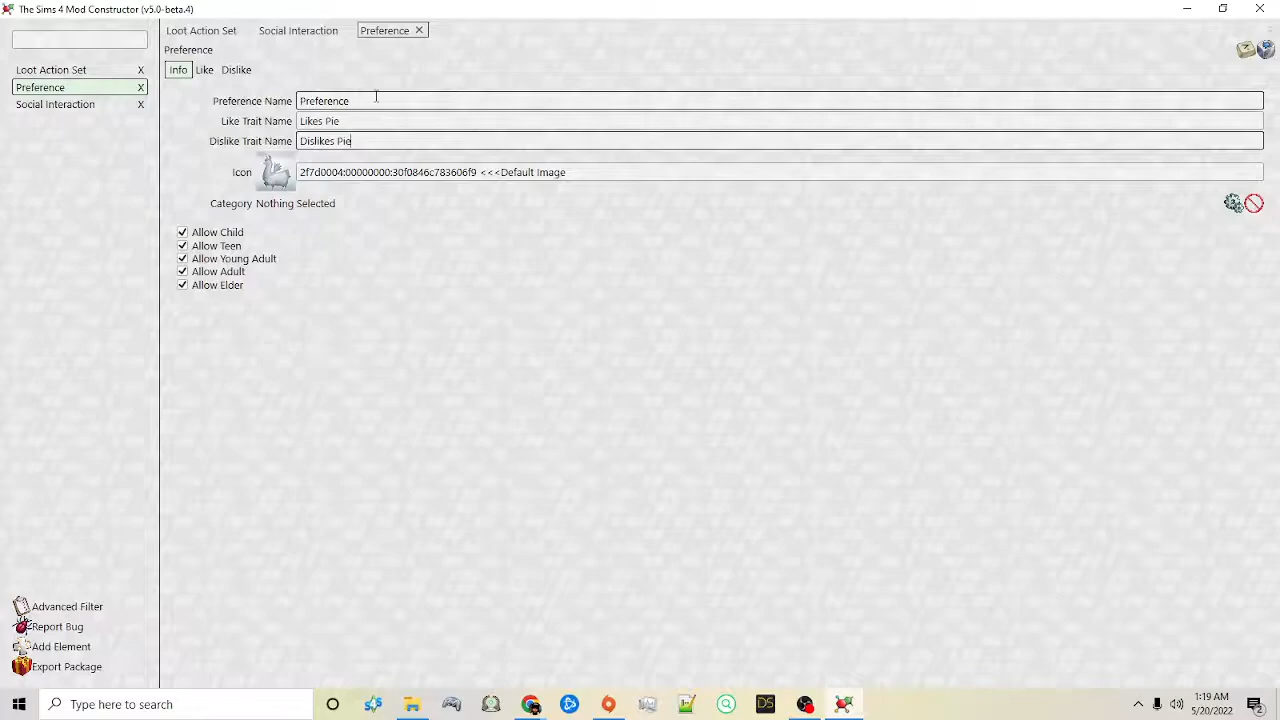 The Sims 4 Mod Constructor (v5.0-beta.4)
Loot Action Set
Social Interaction
Preference
Preference
Info
Like
Dislike
Loot Action Set X
Preference X
Social Interaction X
Preference Name Preference
Like Trait Name Likes Pie
Dislike Trait Name Dislikes Pie
Icon 2f7d0004:00000000:30f0846c783606f9 <<<Default Image
Category Nothing Selected
Allow Child
Allow Teen
Allow Young Adult
Allow Adult
Allow Elder
Advanced Filter
Report Bug
Add Element
Export Package
Type here to search
DS
1:19 AM
5/20/2022
2